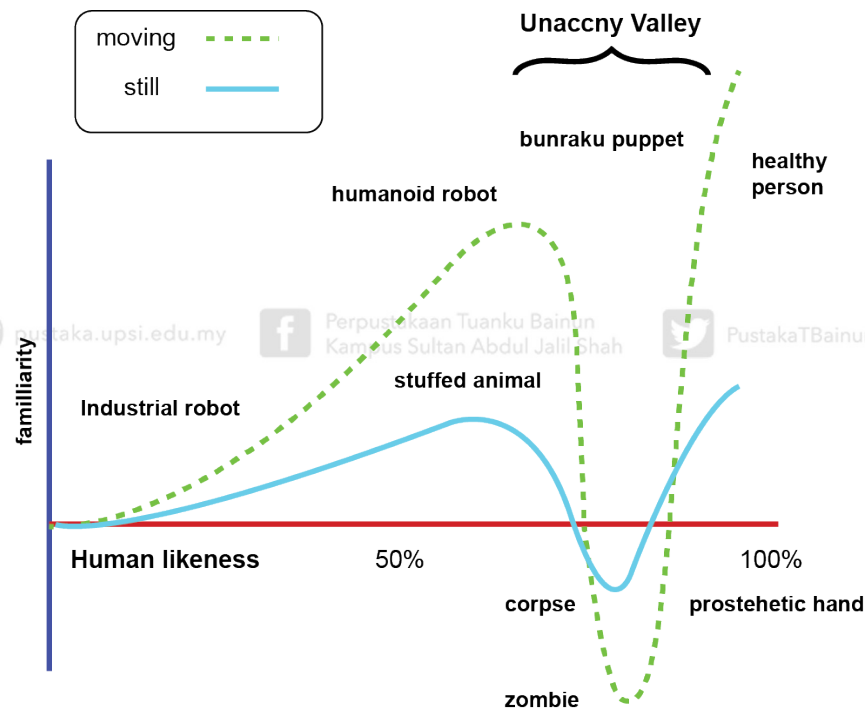 Unaccny Valley
moving
still
bunraku puppet
healthy
person
humanoid robot
pustaka.upsi.edu.my
Perpustakaan Tuanku Bainun
Kampus Sultan Abdul Jalil Shah
PustakaTBainu
familliarity
stuffed animal
Industrial robot
Human likeness
50%
100%
corpse
prostehetic hand
zombie